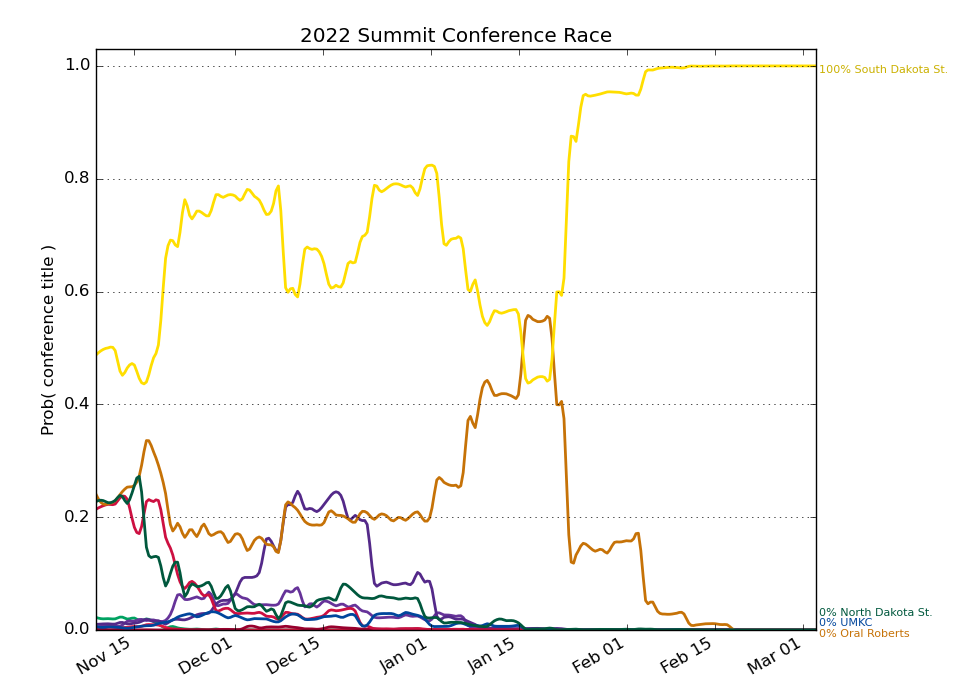 2022 Summit Conference Race
1.0
0.8
0.6
0.4
0.2
0.0
Prob( conference title )
100% South Dakota St.
0% North Dakota St.
0% UMKC
0% Oral Roberts
Nov 15
Dec 01
Dec 15
Jan 01
Jan 15
Feb 01
Feb 15
Mar 01